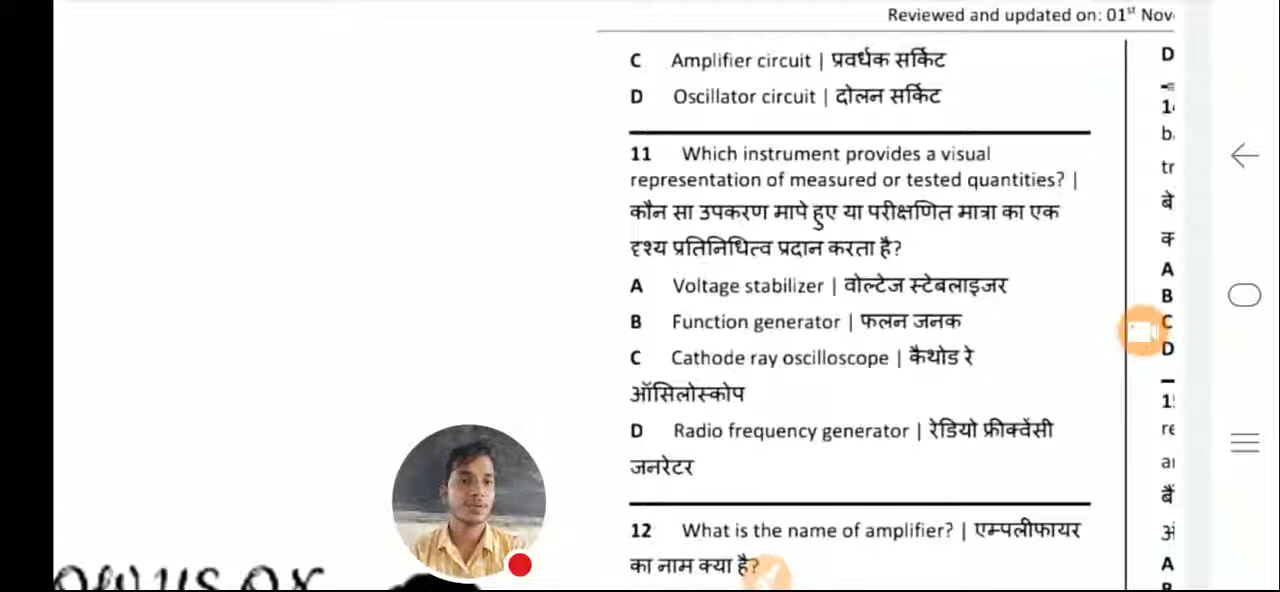 Reviewed and updated on: 01st Nov
C Amplifier circuit | प्रवर्धक सर्किट
D Oscillator circuit | दोलन सर्किट
11 Which instrument provides a visual
representation of measured or tested quantities? |
कौन सा उपकरण मापे हुए या परीक्षणित मात्रा का एक
दृश्य प्रतिनिधित्व प्रदान करता है?
A Voltage stabilizer | वोल्टेज स्टेबलाइजर
B Function generator | फलन जनक
C Cathode ray oscilloscope | कैथोड रे
ऑसिलोस्कोप
D Radio frequency generator | रेडियो फ्रीक्वेंसी
जनरेटर
12 What is the name of amplifier? | एम्पलीफायर
का नाम क्या है?
D
A
B
C
D
A